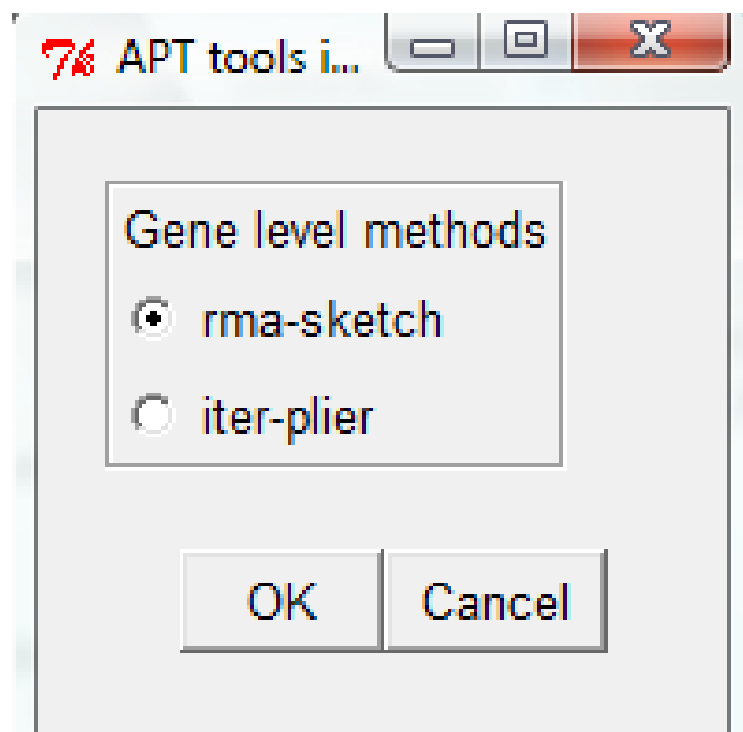 APT tools i...
Gene level methods
rma-sketch
iter-plier
OK
Cancel